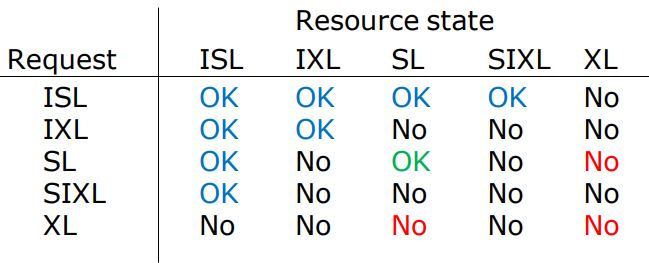 Resource state
Request ISL IXL SL SIXL XL
ISL OK OK OK OK No
IXL OK OK No No No
SL OK No OK No No
SIXL OK No No No No
XL No No No No No